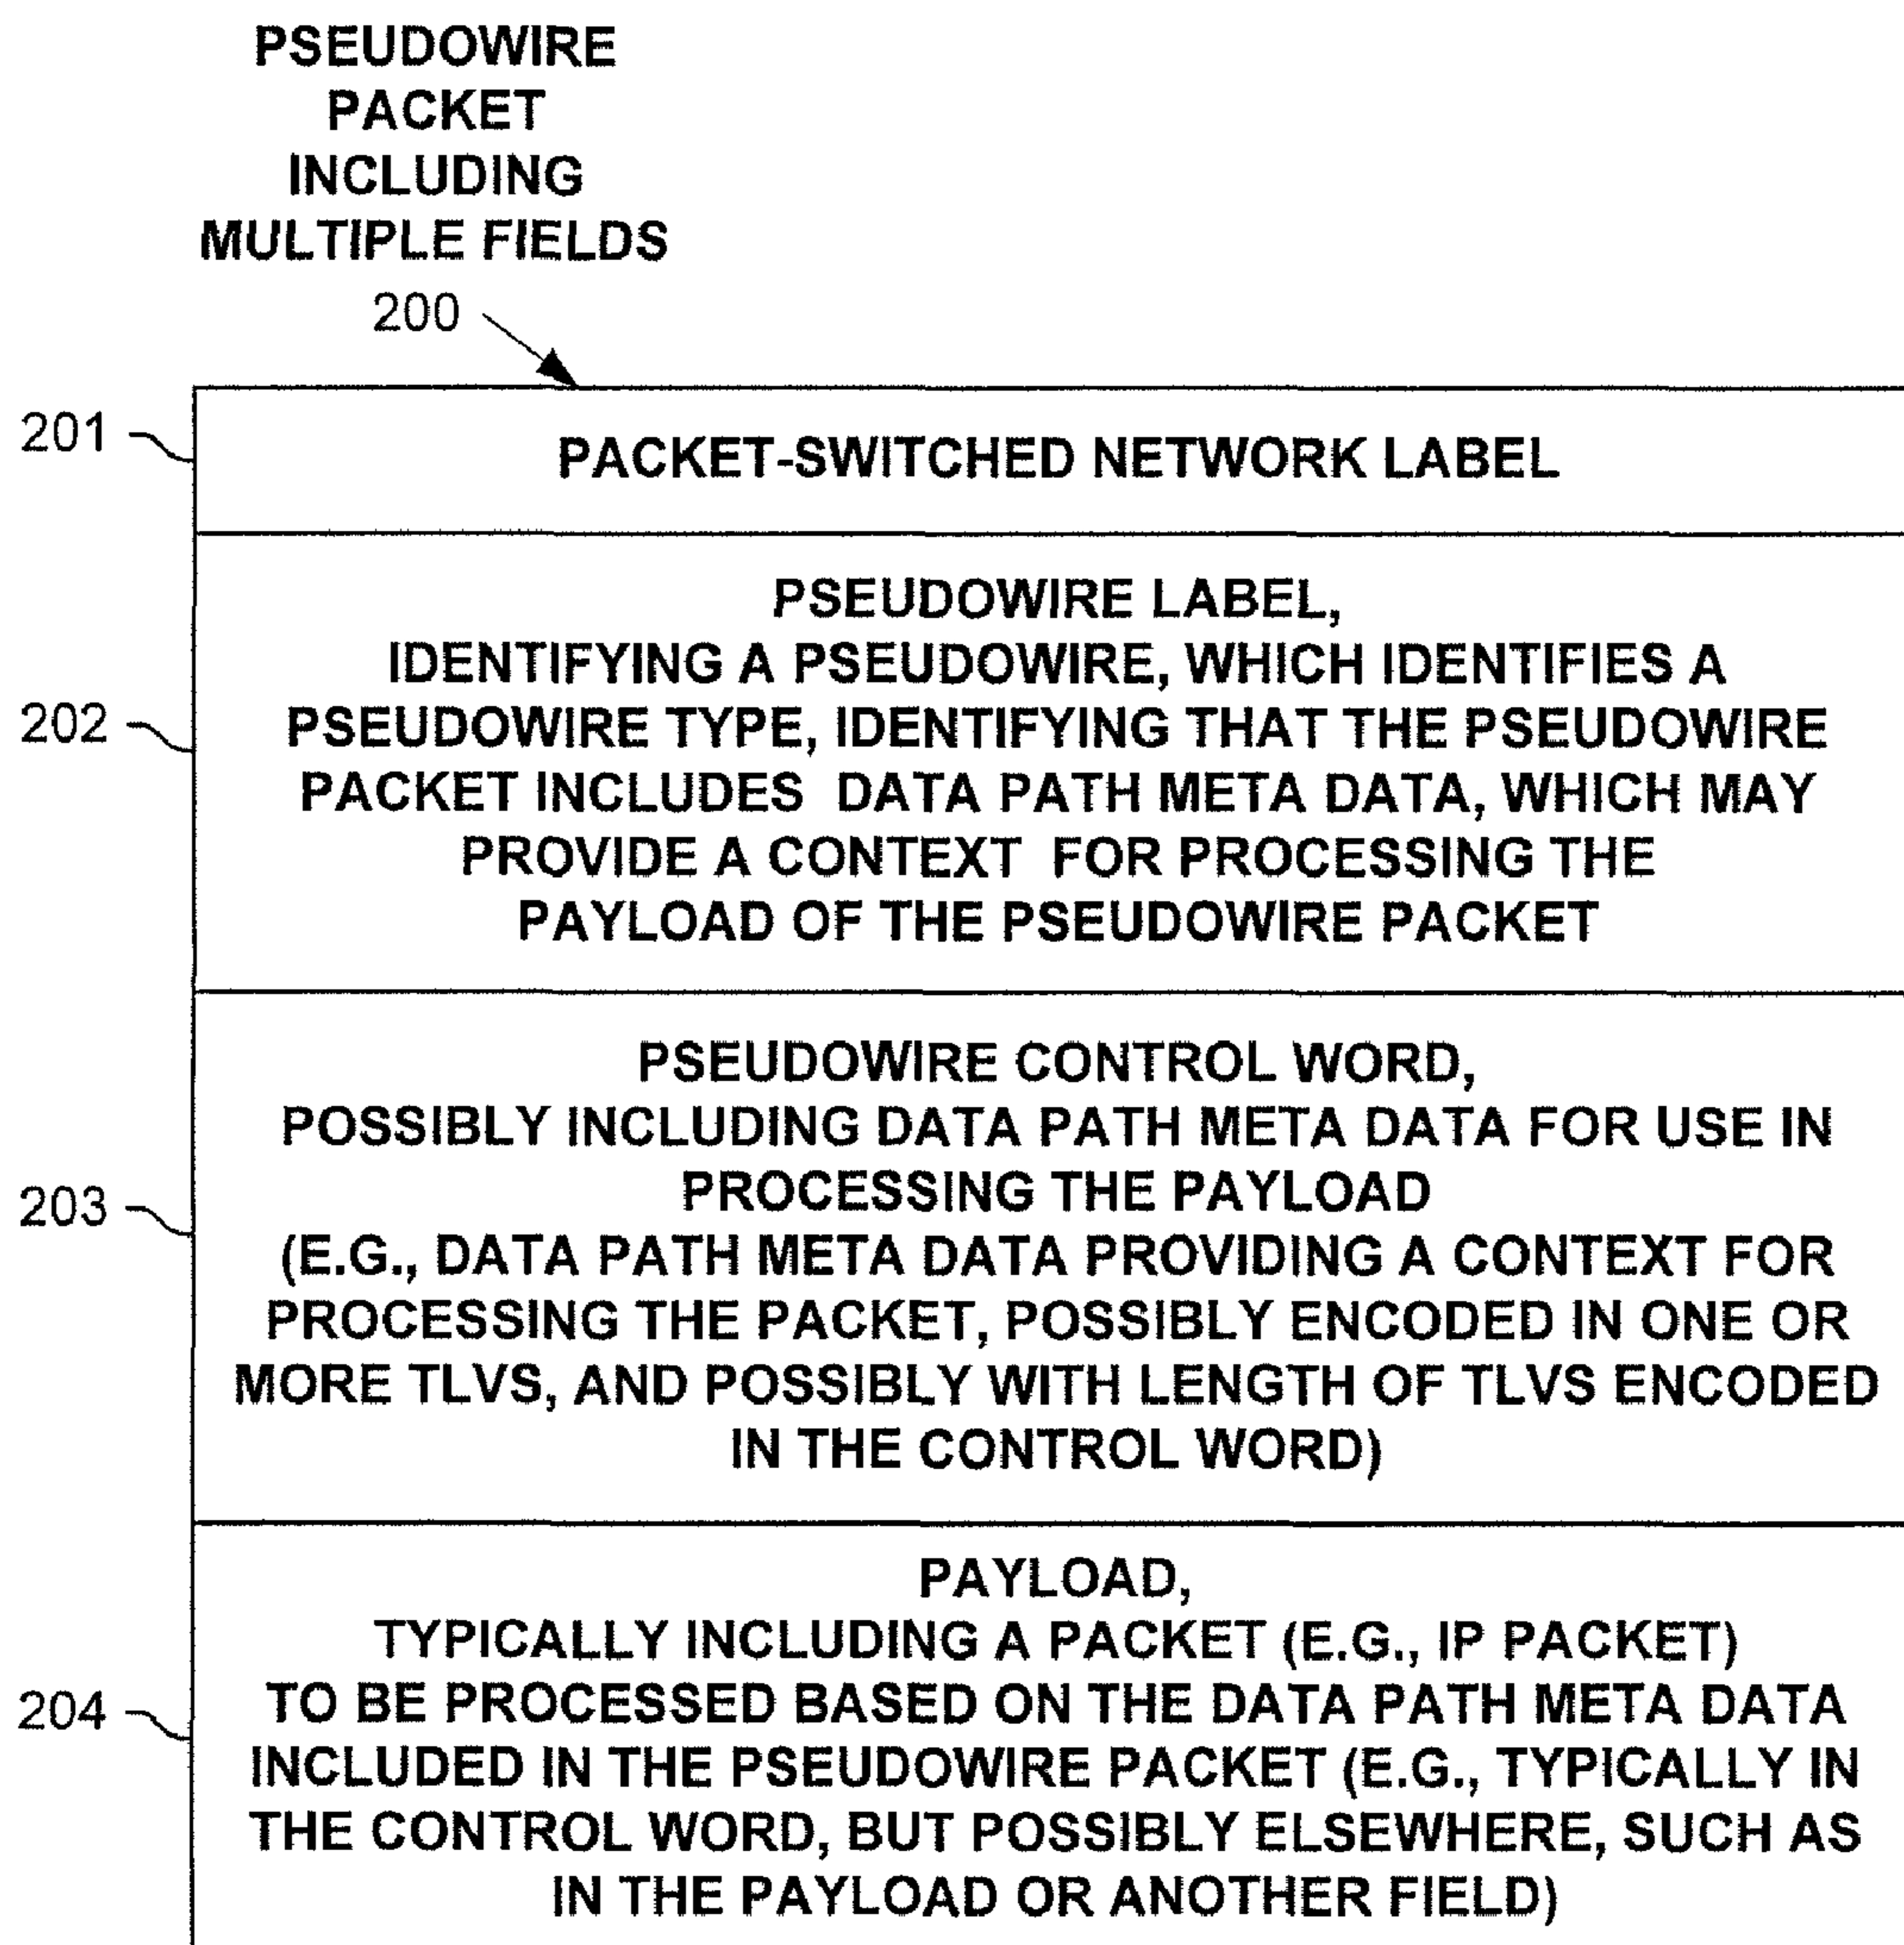 PSEUDOWIRE
PACKET
INCLUDING
MULTIPLE FIELDS
200
201
PACKET-SWITCHED NETWORK LABEL
202
PSEUDOWIRE LABEL,
IDENTIFYING A PSEUDOWIRE, WHICH IDENTIFIES A
PSEUDOWIRE TYPE, IDENTIFYING THAT THE PSEUDOWIRE
PACKET INCLUDES DATA PATH META DATA, WHICH MAY
PROVIDE A CONTEXT FOR PROCESSING THE
PAYLOAD OF THE PSEUDOWIRE PACKET
203
PSEUDOWIRE CONTROL WORD,
POSSIBLY INCLUDING DATA PATH META DATA FOR USE IN
PROCESSING THE PAYLOAD
(E.G., DATA PATH META DATA PROVIDING A CONTEXT FOR
PROCESSING THE PACKET, POSSIBLY ENCODED IN ONE OR
MORE TLVS, AND POSSIBLY WITH LENGTH OF TLVS ENCODED
IN THE CONTROL WORD)
204
PAYLOAD,
TYPICALLY INCLUDING A PACKET (E.G., IP PACKET)
TO BE PROCESSED BASED ON THE DATA PATH META DATA
INCLUDED IN THE PSEUDOWIRE PACKET (E.G., TYPICALLY IN
THE CONTROL WORD, BUT POSSIBLY ELSEWHERE, SUCH AS
IN THE PAYLOAD OR ANOTHER FIELD)